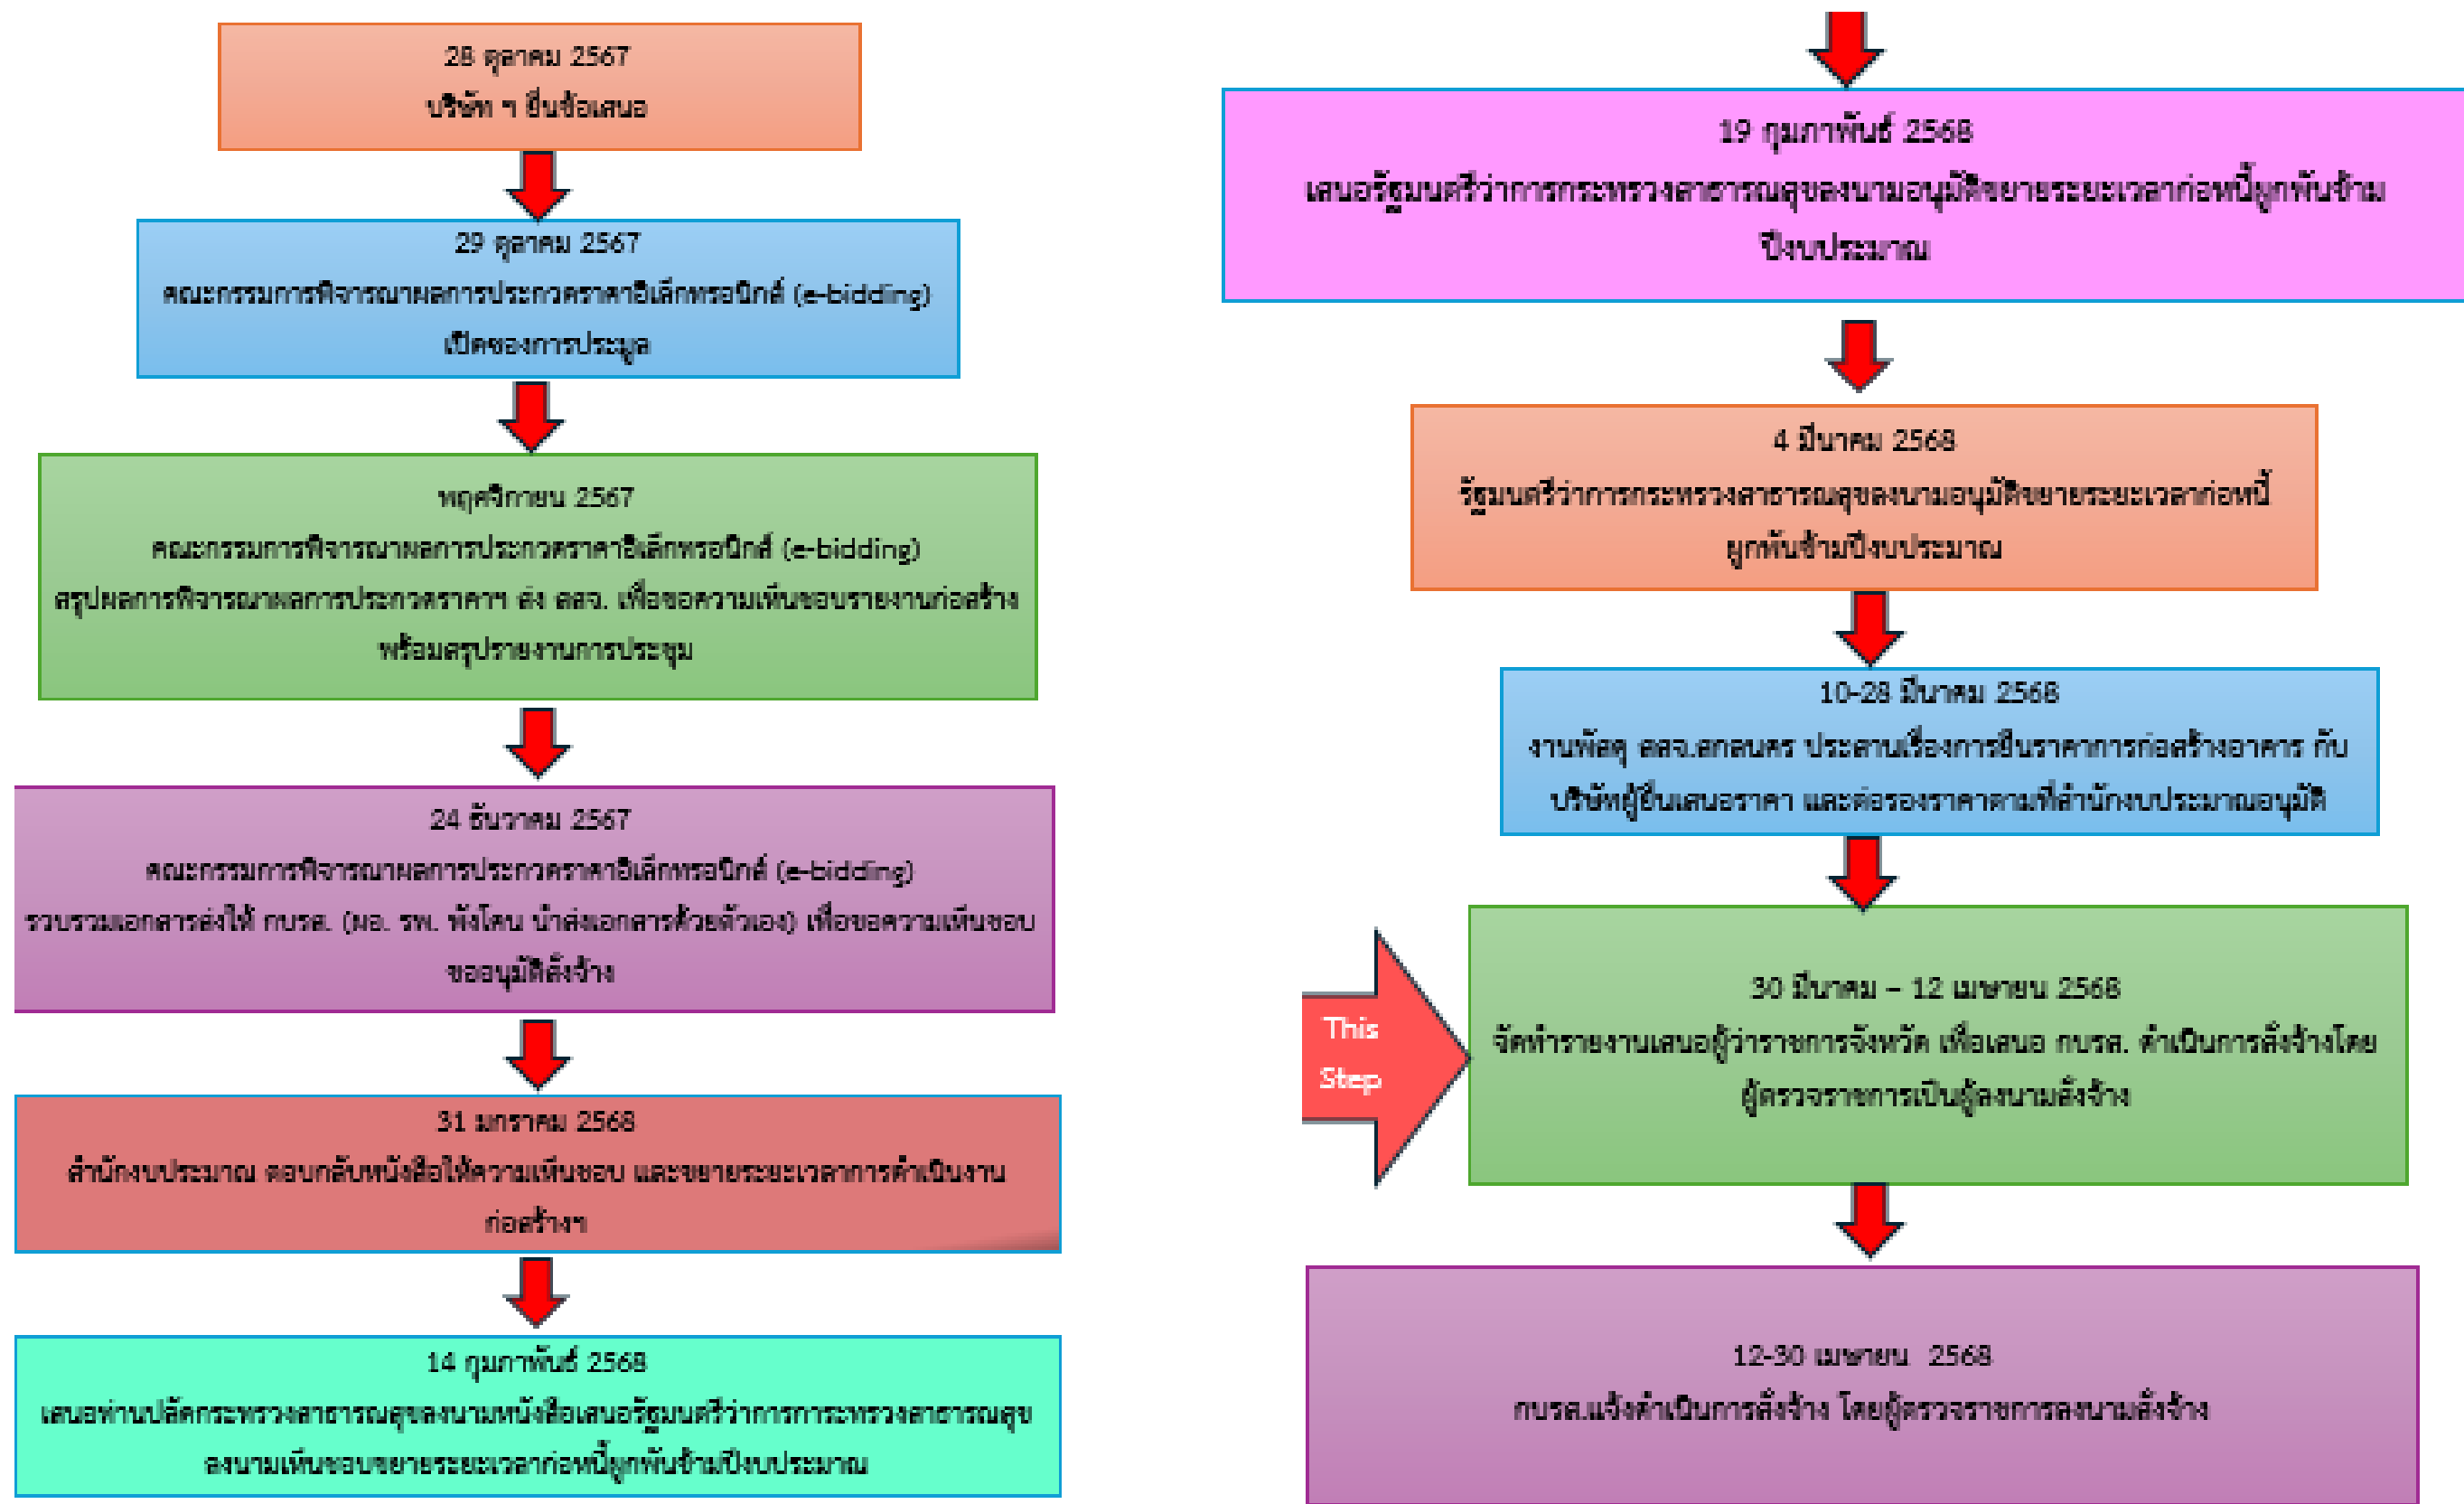 28 ตุลาคม 2567
บริษัท ฯ ยื่นข้อเสนอ
29 ตุลาคม 2567
คณะกรรมการพิจารณาผลการประกวดราคาอิเล็กทรอนิกส์ (e-bidding)
เปิดซองการประมูล
พฤศจิกายน 2567
คณะกรรมการพิจารณาผลการประกวดราคาอิเล็กทรอนิกส์ (e-bidding)
สรุปผลการพิจารณาผลการประกวดราคาฯ ส่ง สสจ. เพื่อขอความเห็นชอบรายงานก่อสร้าง
พร้อมสรุปรายงานการประชุม
24 ธันวาคม 2567
คณะกรรมการพิจารณาผลการประกวดราคาอิเล็กทรอนิกส์ (e-bidding)
รวบรวมเอกสารส่งให้ กบรส. (ผอ. รพ. พังโคน นำส่งเอกสารด้วยตัวเอง) เพื่อขอความเห็นชอบ
ขออนุมัติสั่งจ้าง
31 มกราคม 2568
สำนักงบประมาณ ตอบกลับหนังสือให้ความเห็นชอบ และขยายระยะเวลาการดำเนินงาน
ก่อสร้างฯ
14 กุมภาพันธ์ 2568
เสนอท่านปลัดกระทรวงสาธารณสุขลงนามหนังสือเสนอรัฐมนตรีว่าการการะทรวงสาธารณสุข
ลงนามเห็นชอบขยายระยะเวลาก่อหนี้ผูกพันข้ามปีงบประมาณ
19 กุมภาพันธ์ 2568
เสนอรัฐมนตรีว่าการกระทรวงสาธารณสุขลงนามอนุมัติขยายระยะเวลาก่อหนี้ผูกพันข้าม
ปีงบประมาณ
4 มีนาคม 2568
รัฐมนตรีว่าการกระทรวงสาธารณสุขลงนามอนุมัติขยายระยะเวลาก่อหนี้
ผูกพันข้ามปีงบประมาณ
10-28 มีนาคม 2568
งานพัสดุ สสจ.สกลนคร ประสานเรื่องการยืนราคาการก่อสร้างอาคาร กับ
บริษัทผู้ยื่นเสนอราคา และต่อรองราคาตามที่สำนักงบประมาณอนุมัติ
This
Step
30 มีนาคม – 12 เมษายน 2568
จัดทำรายงานเสนอผู้ว่าราชการจังหวัด เพื่อเสนอ กบรส. ดำเนินการสั่งจ้างโดย
ผู้ตรวจราชการเป็นผู้ลงนามสั่งจ้าง
12-30 เมษายน 2568
กบรส.แจ้งดำเนินการสั่งจ้าง โดยผู้ตรวจราชการลงนามสั่งจ้าง